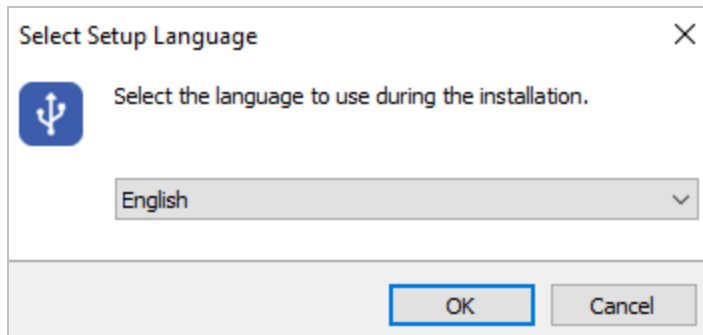 Select Setup Language
Select the language to use during the installation.
English
OK
Cancel